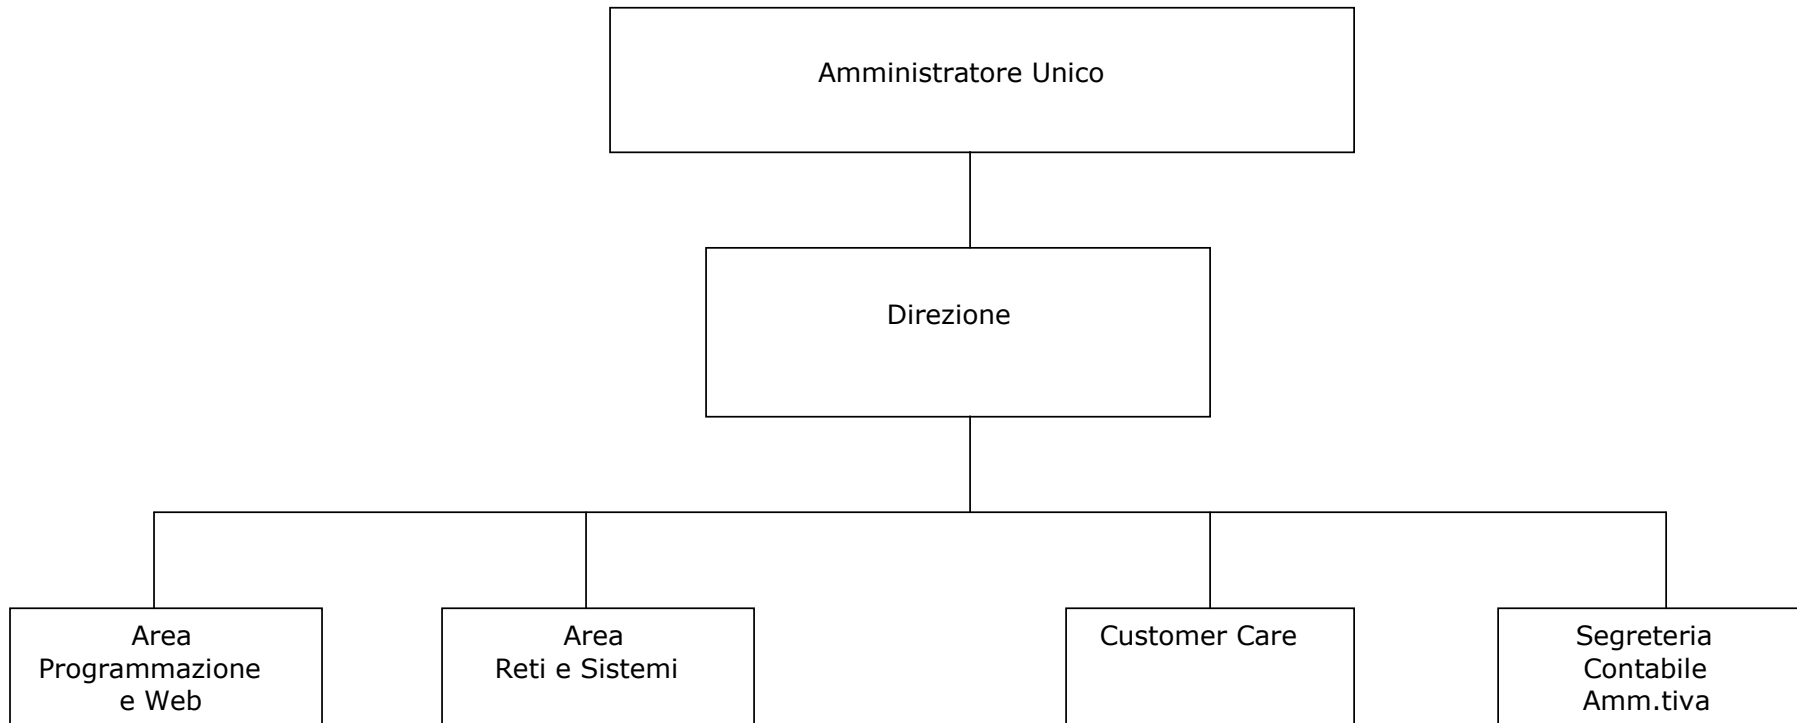 Amministratore Unico
Direzione
Area
Programmazione
e Web
Area
Reti e Sistemi
Customer Care
Segreteria
Contabile
Amm.tiva